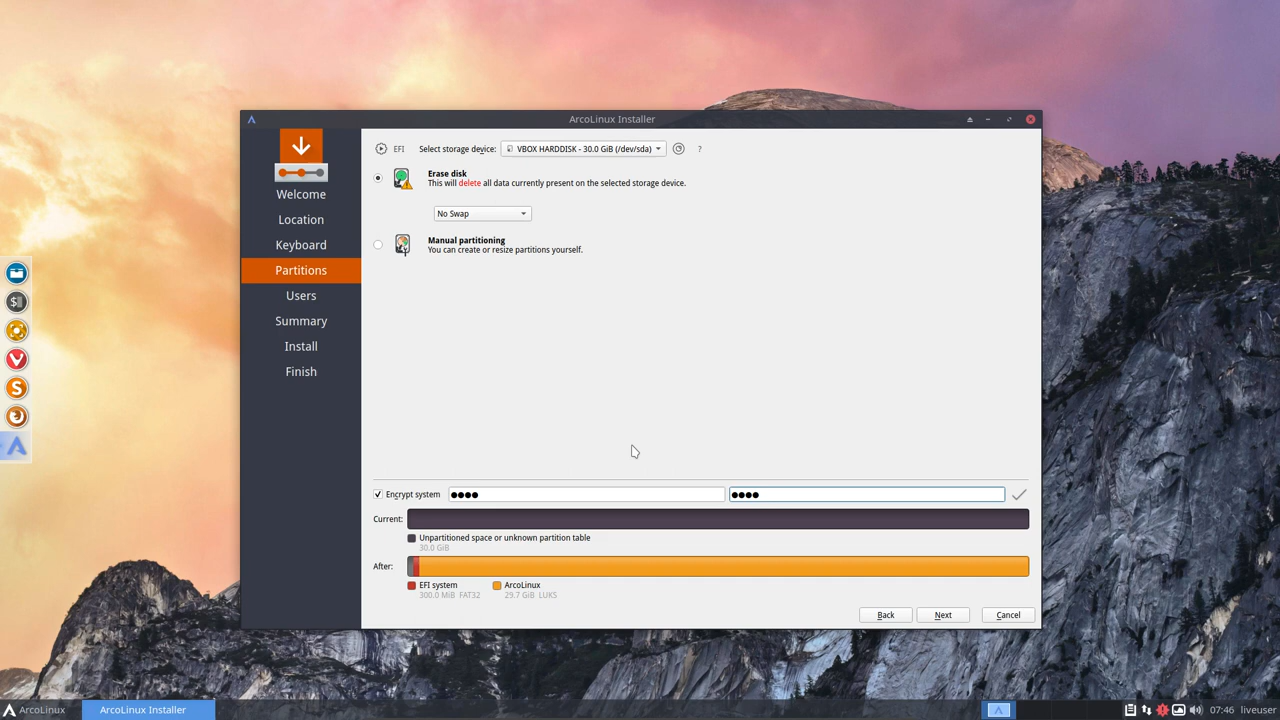 ArcoLinux Installer
EFI
Select storage device:
VBOX HARDDISK - 30.0 GiB (/dev/sda)
?
Welcome
Location
Keyboard
Partitions
Users
Summary
Install
Finish
Erase disk
This will delete all data currently present on the selected storage device.
No Swap
Manual partitioning
You can create or resize partitions yourself.
Encrypt system
Current:
Unpartitioned space or unknown partition table
30.0 GiB
After:
EFI system
300.0 MiB FAT32
ArcoLinux
29.7 GiB LUKS
Back
Next
Cancel
ArcoLinux
ArcoLinux Installer
07:46
liveuser